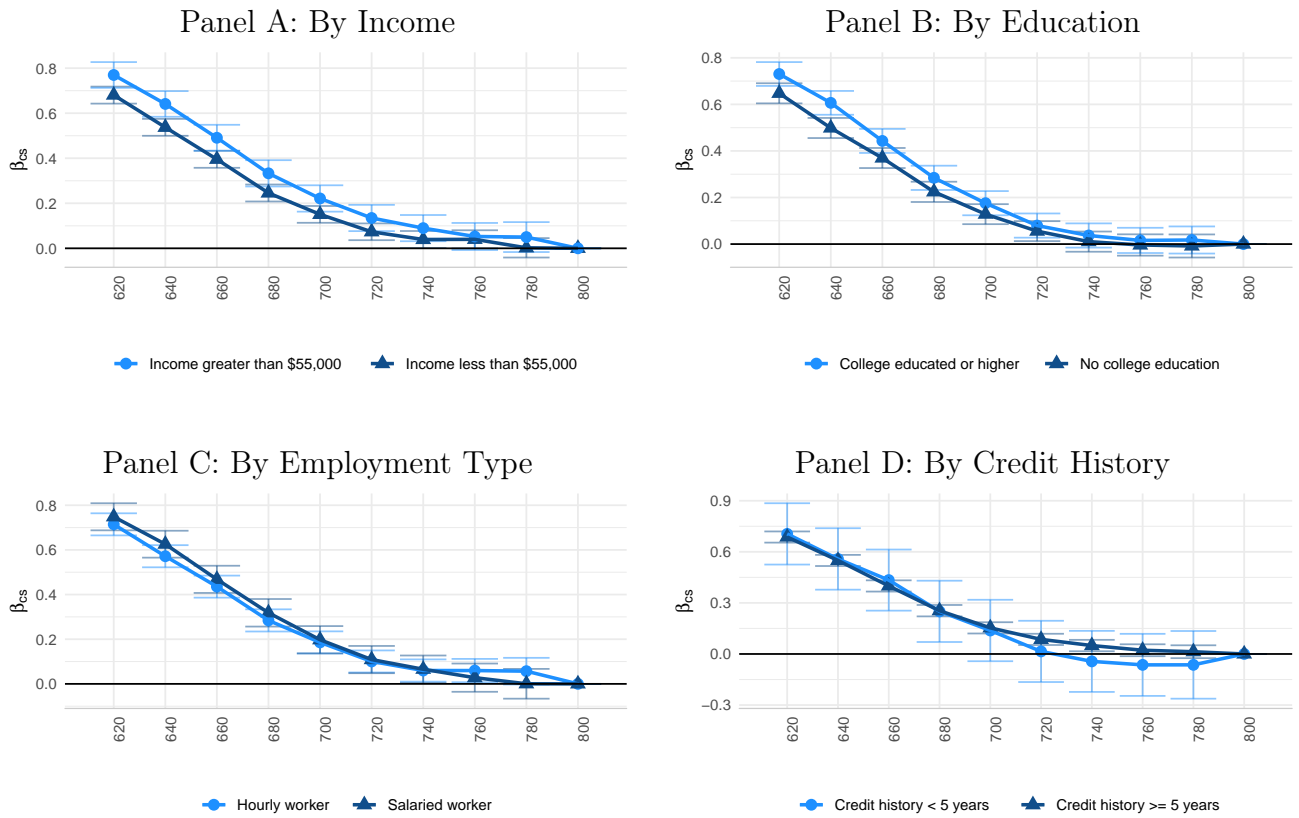 Panel A: By Income
0.8
0.6
0.4
0.2
0.0
βcs
620 640 660 680 700 720 740 760 780 800
Income greater than $55,000 Income less than $55,000
Panel B: By Education
0.8
0.6
0.4
0.2
0.0
βcs
620 640 660 680 700 720 740 760 780 800
College educated or higher No college education
Panel C: By Employment Type
0.8
0.6
0.4
0.2
0.0
βcs
620 640 660 680 700 720 740 760 780 800
Hourly worker Salaried worker
Panel D: By Credit History
0.9
0.6
0.3
0.0
−0.3
βcs
620 640 660 680 700 720 740 760 780 800
Credit history < 5 years Credit history >= 5 years